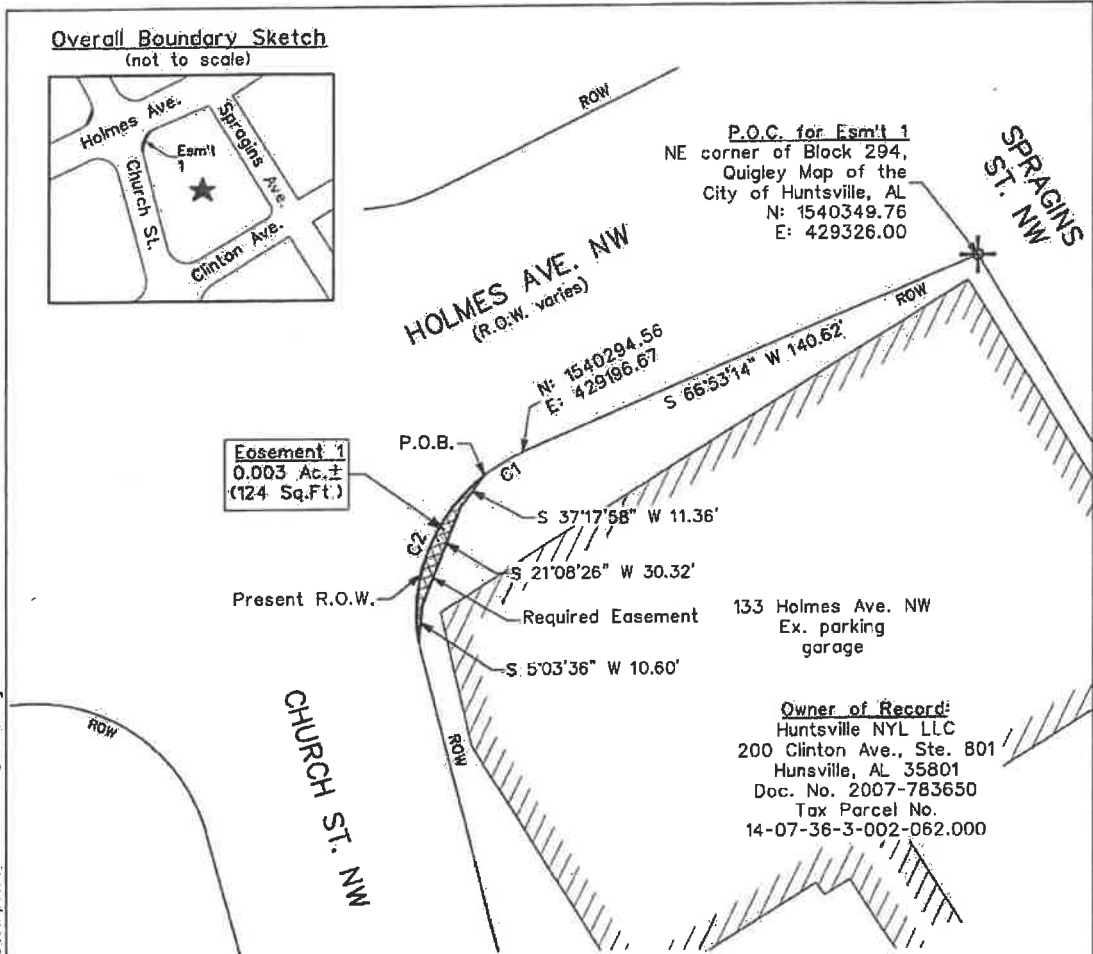 Overall Boundary Sketch
(not to scale)
Holmes Ave.
Spragins Ave.
Esm't
1
Church St.
Clinton Ave.
ROW
P.O.C. for Esm't 1
NE corner of Block 294,
Quigley Map of the
City of Huntsville, AL
N: 1540349.76
E: 429326.00
SPRAGINS
ST. NW
HOLMES AVE. NW
(R.O.W. varies)
ROW
N: 1540294.56
E: 429196.67
S 66°53'14" W 140.62'
P.O.B.
C1
Easement 1
0.003 Ac.±
(124 Sq.Ft.)
S 37°17'58" W 11.36'
C2
S 21°08'26" W 30.32'
Present R.O.W.
Required Easement
133 Holmes Ave. NW
Ex. parking
garage
S 5°03'36" W 10.60'
CHURCH ST. NW
ROW
ROW
Owner of Record:
Huntsville NYL LLC
200 Clinton Ave., Ste. 801
Hunsville, AL 35801
Doc. No. 2007-783650
Tax Parcel No.
14-07-36-3-002-062.000